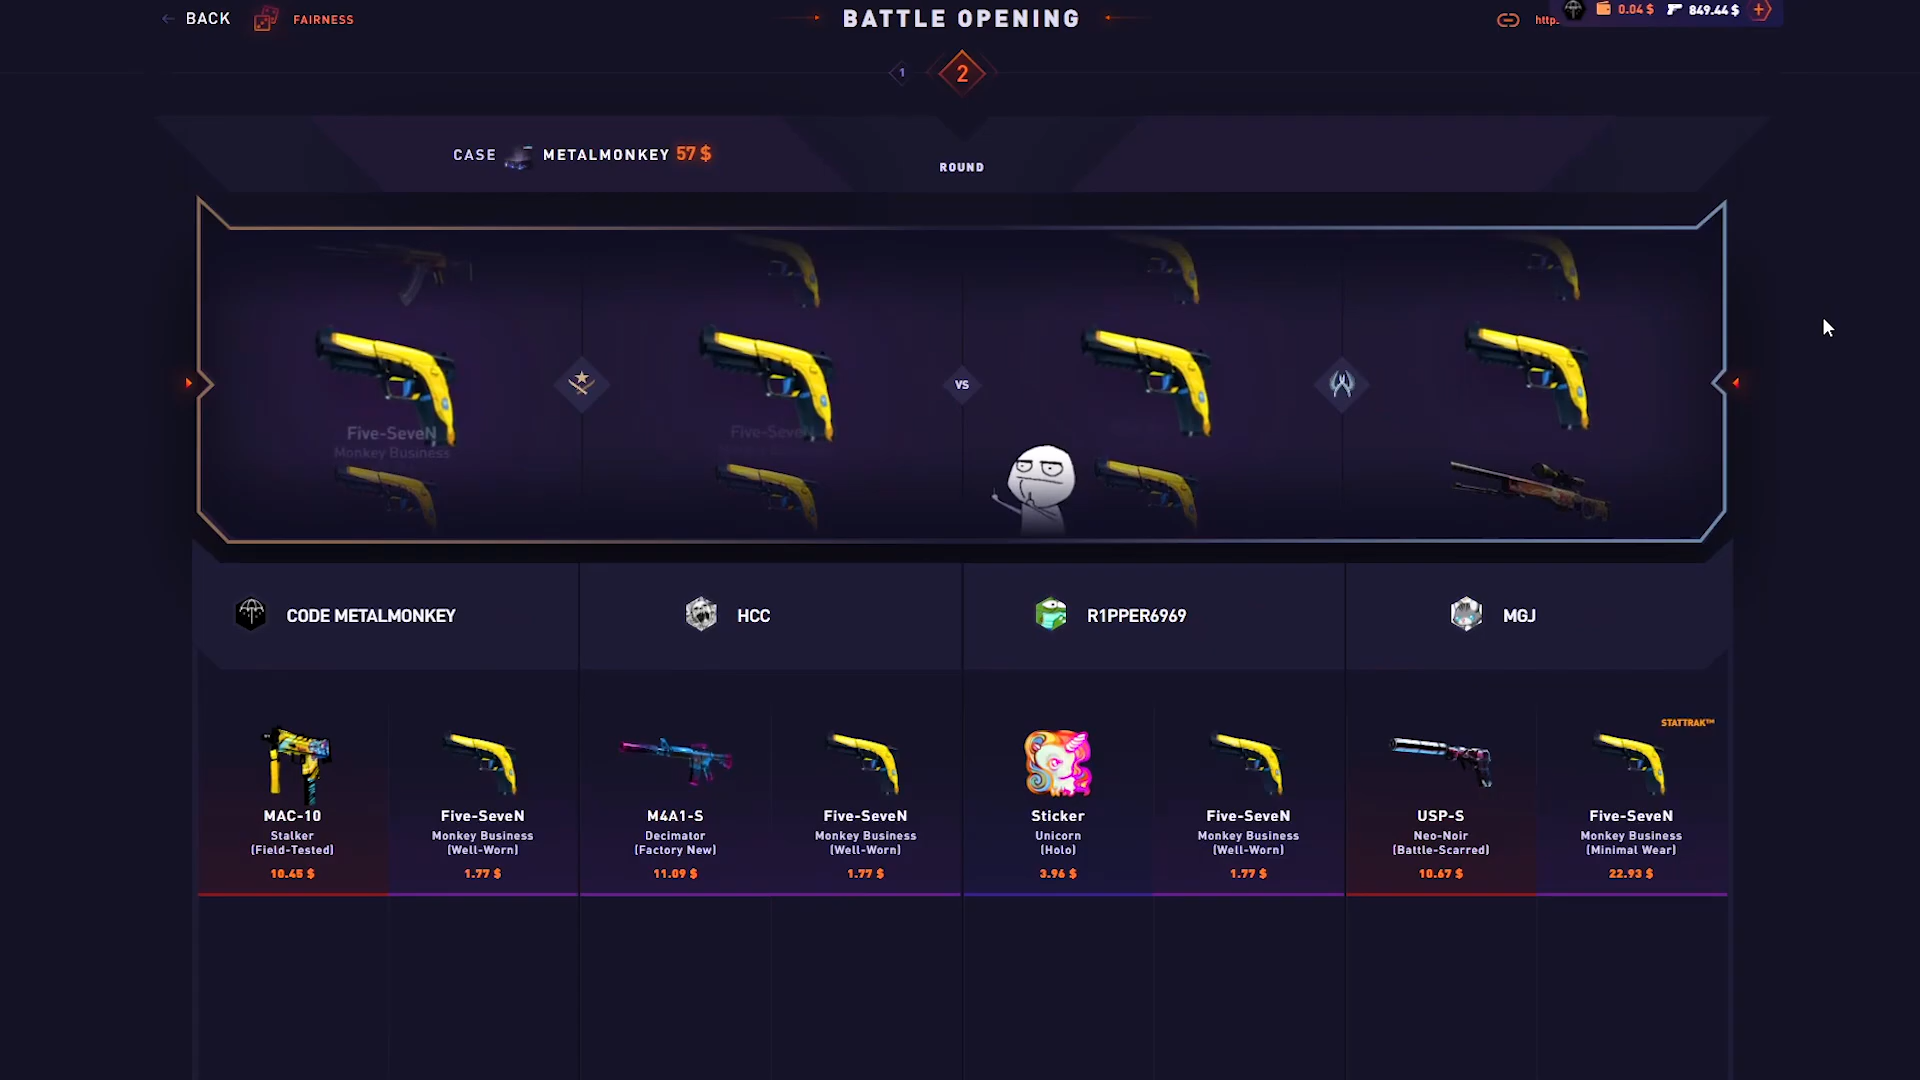 BACK
FAIRNESS
BATTLE OPENING
http:
0.04 $
849.44 $
1
2
CASE METALMONKEY 57 $
ROUND
VS
Five-SeveN
Monkey Business
Five-SeveN
CODE METALMONKEY
HCC
R1PPER6969
MGJ
STATTRAK™
MAC-10
Stalker
(Field-Tested)
10.45 $
Five-SeveN
Monkey Business
(Well-Worn)
1.77 $
M4A1-S
Decimator
(Factory New)
11.09 $
Five-SeveN
Monkey Business
(Well-Worn)
1.77 $
Sticker
Unicorn
(Holo)
3.96 $
Five-SeveN
Monkey Business
(Well-Worn)
1.77 $
USP-S
Neo-Noir
(Battle-Scarred)
10.67 $
Five-SeveN
Monkey Business
(Minimal Wear)
22.93 $